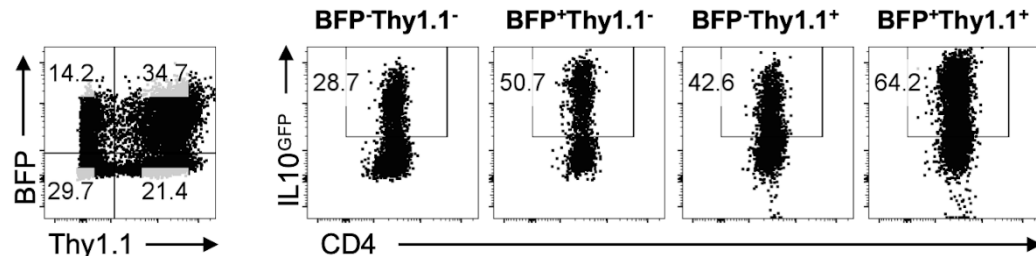 BFP⁻Thy1.1⁻ BFP⁺Thy1.1⁻ BFP⁻Thy1.1⁺ BFP⁺Thy1.1⁺
14.2 34.7
29.7 21.4
BFP
Thy1.1
28.7 50.7 42.6 64.2
IL10ᴳᶠᴾ
CD4